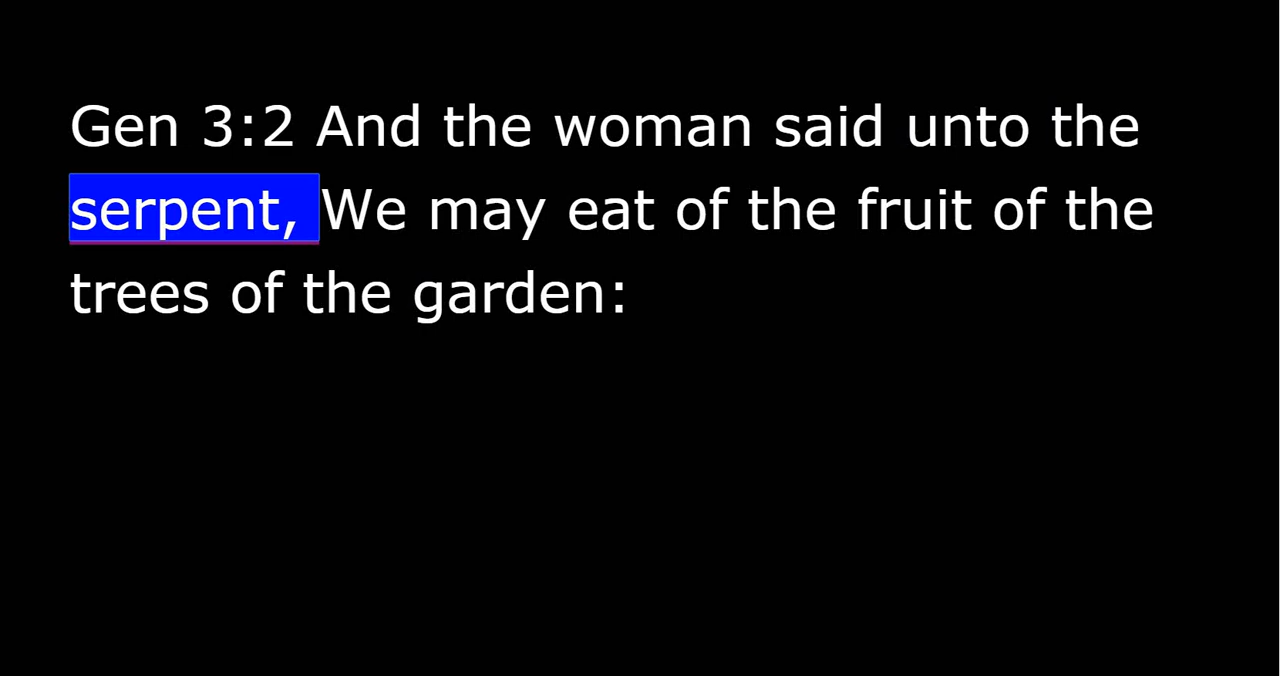 Gen 3:2 And the woman said unto the
serpent, We may eat of the fruit of the
trees of the garden: